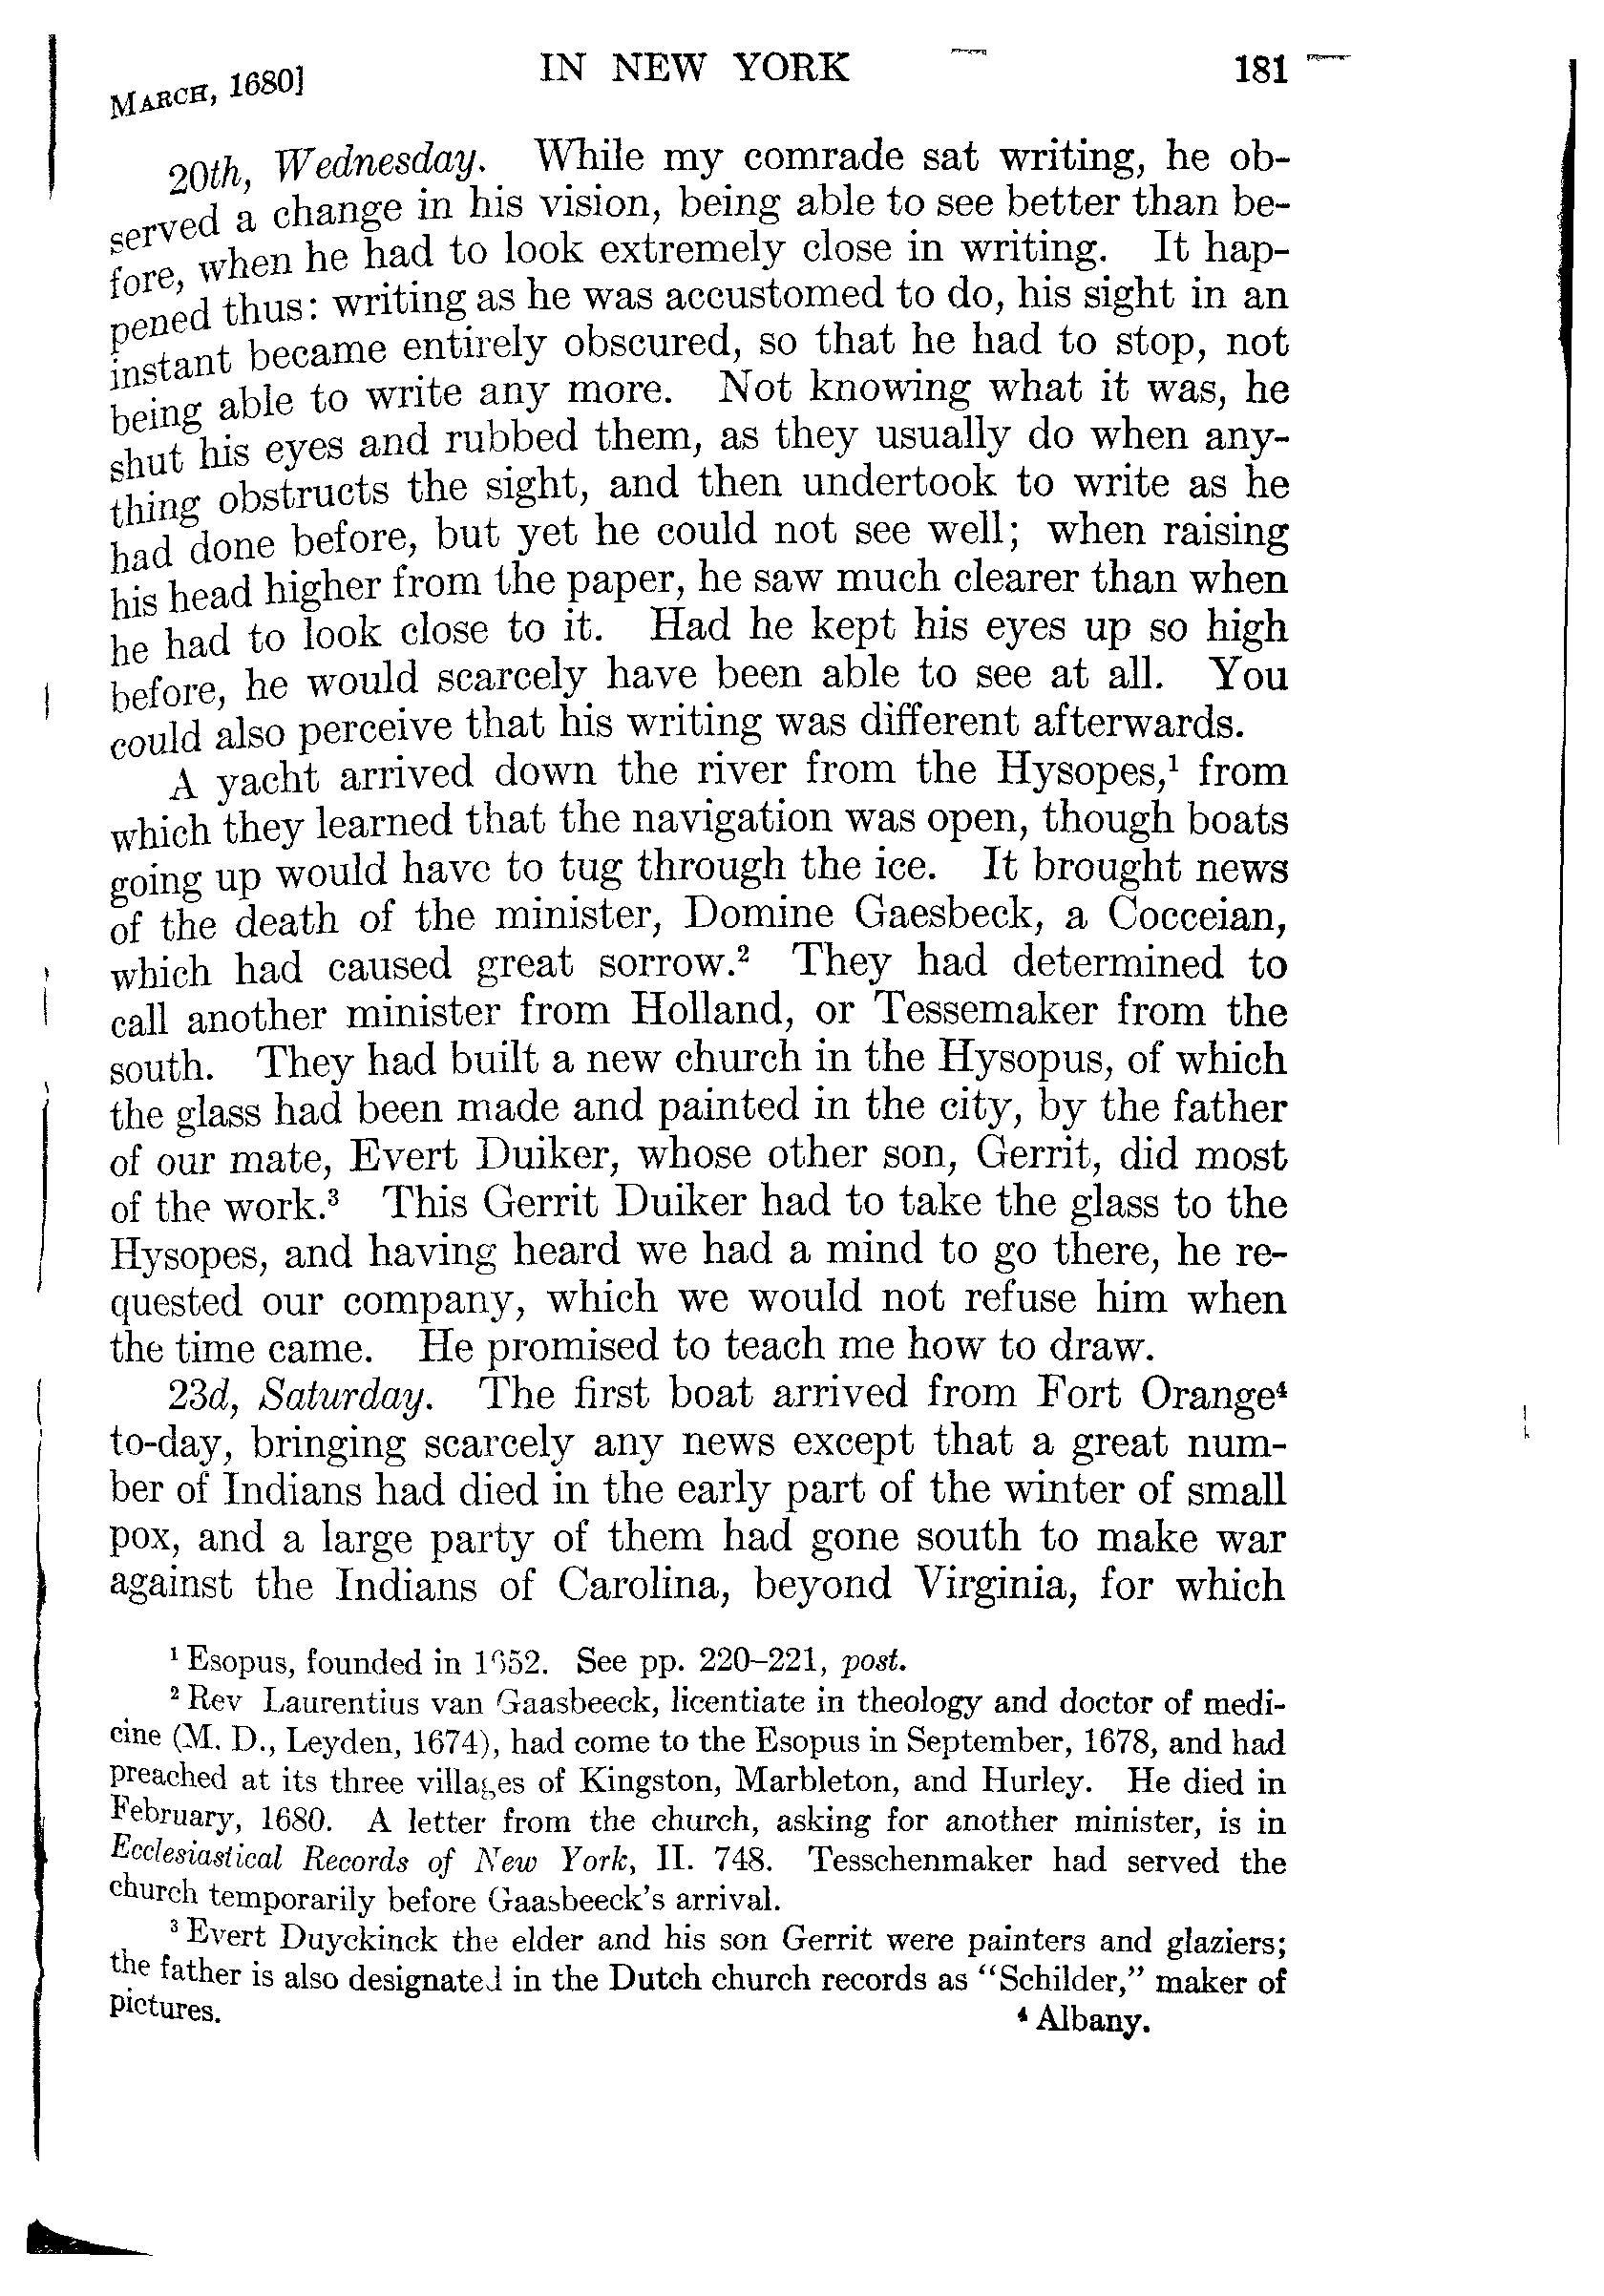 MARCH, 1680] IN NEW YORK 181
20th, Wednesday. While my comrade sat writing, he ob-
served a change in his vision, being able to see better than be-
fore, when he had to look extremely close in writing. It hap-
pened thus: writing as he was accustomed to do, his sight in an
instant became entirely obscured, so that he had to stop, not
being able to write any more. Not knowing what it was, he
shut his eyes and rubbed them, as they usually do when any-
thing obstructs the sight, and then undertook to write as he
had done before, but yet he could not see well; when raising
his head higher from the paper, he saw much clearer than when
he had to look close to it. Had he kept his eyes up so high
before, he would scarcely have been able to see at all. You
could also perceive that his writing was different afterwards.
A yacht arrived down the river from the Hysopes,¹ from
which they learned that the navigation was open, though boats
going up would have to tug through the ice. It brought news
of the death of the minister, Domine Gaesbeck, a Cocceian,
which had caused great sorrow.² They had determined to
call another minister from Holland, or Tessemaker from the
south. They had built a new church in the Hysopus, of which
the glass had been made and painted in the city, by the father
of our mate, Evert Duiker, whose other son, Gerrit, did most
of the work.³ This Gerrit Duiker had to take the glass to the
Hysopes, and having heard we had a mind to go there, he re-
quested our company, which we would not refuse him when
the time came. He promised to teach me how to draw.
23d, Saturday. The first boat arrived from Fort Orange⁴
to-day, bringing scarcely any news except that a great num-
ber of Indians had died in the early part of the winter of small
pox, and a large party of them had gone south to make war
against the Indians of Carolina, beyond Virginia, for which
¹ Esopus, founded in 1652. See pp. 220–221, post.
² Rev Laurentius van Gaasbeeck, licentiate in theology and doctor of medi-
cine (M. D., Leyden, 1674), had come to the Esopus in September, 1678, and had
preached at its three villages of Kingston, Marbleton, and Hurley. He died in
February, 1680. A letter from the church, asking for another minister, is in
Ecclesiastical Records of New York, II. 748. Tesschenmaker had served the
church temporarily before Gaasbeeck's arrival.
³ Evert Duyckinck the elder and his son Gerrit were painters and glaziers;
the father is also designated in the Dutch church records as "Schilder," maker of
pictures. ⁴ Albany.